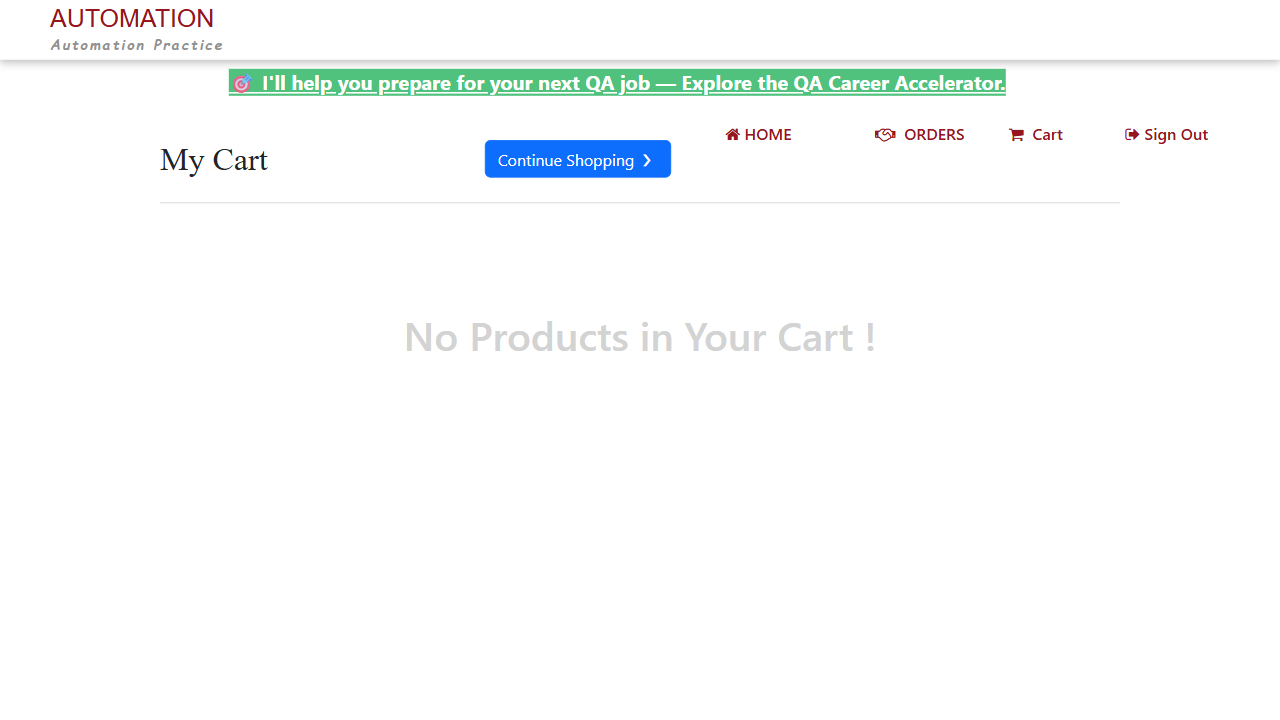 AUTOMATION
Automation Practice
🎯 I'll help you prepare for your next QA job — Explore the QA Career Accelerator.
HOME
ORDERS
Cart
Sign Out
My Cart
Continue Shopping ❯
No Products in Your Cart !